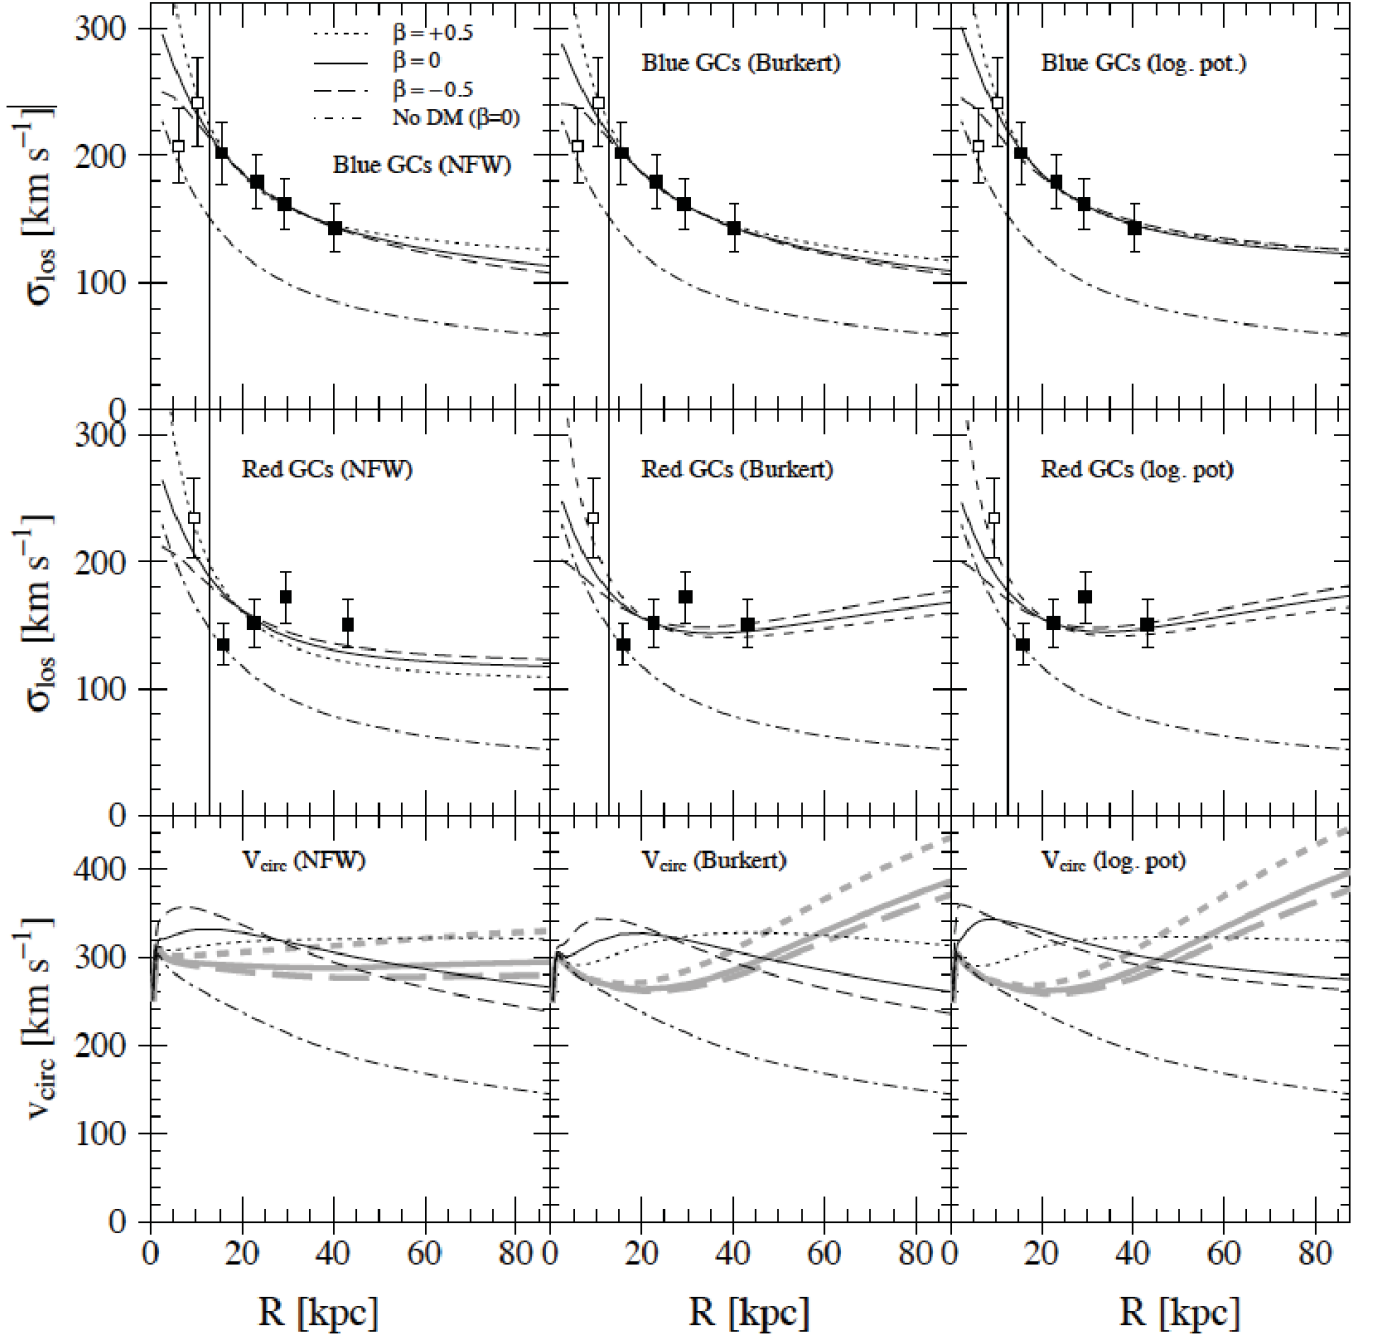 300
200
100
0
σlos [km s−1]
β = +0.5
β = 0
β = −0.5
No DM (β=0)
Blue GCs (NFW)
Blue GCs (Burkert)
Blue GCs (log. pot.)
300
200
100
0
σlos [km s−1]
Red GCs (NFW)
Red GCs (Burkert)
Red GCs (log. pot)
400
300
200
100
0
vcirc [km s−1]
Vcirc (NFW)
Vcirc (Burkert)
Vcirc (log. pot)
0 20 40 60 80 0 20 40 60 80 0 20 40 60 80
R [kpc] R [kpc] R [kpc]